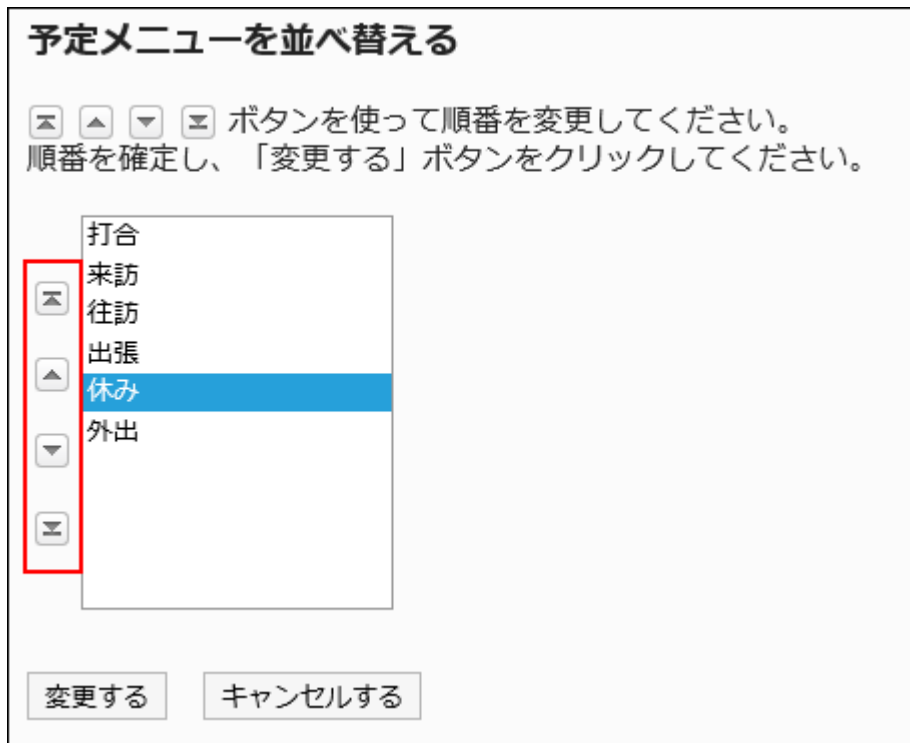 予定メニューを並べ替える
ボタンを使って順番を変更してください。
順番を確定し、「変更する」ボタンをクリックしてください。
打合
来訪
往訪
出張
休み
外出
変更する
キャンセルする